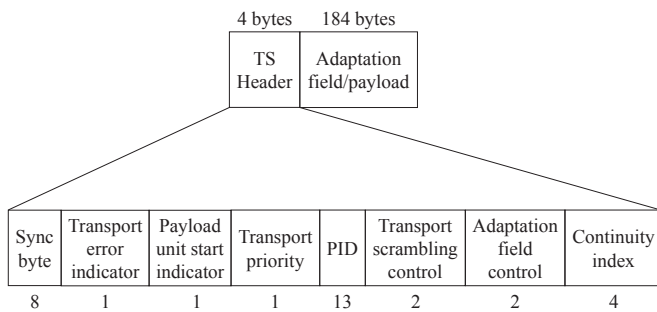 4 bytes 184 bytes
TS
Header
Adaptation
field/payload
Sync
byte
Transport
error
indicator
Payload
unit start
indicator
Transport
priority
PID
Transport
scrambling
control
Adaptation
field
control
Continuity
index
8 1 1 1 13 2 2 4